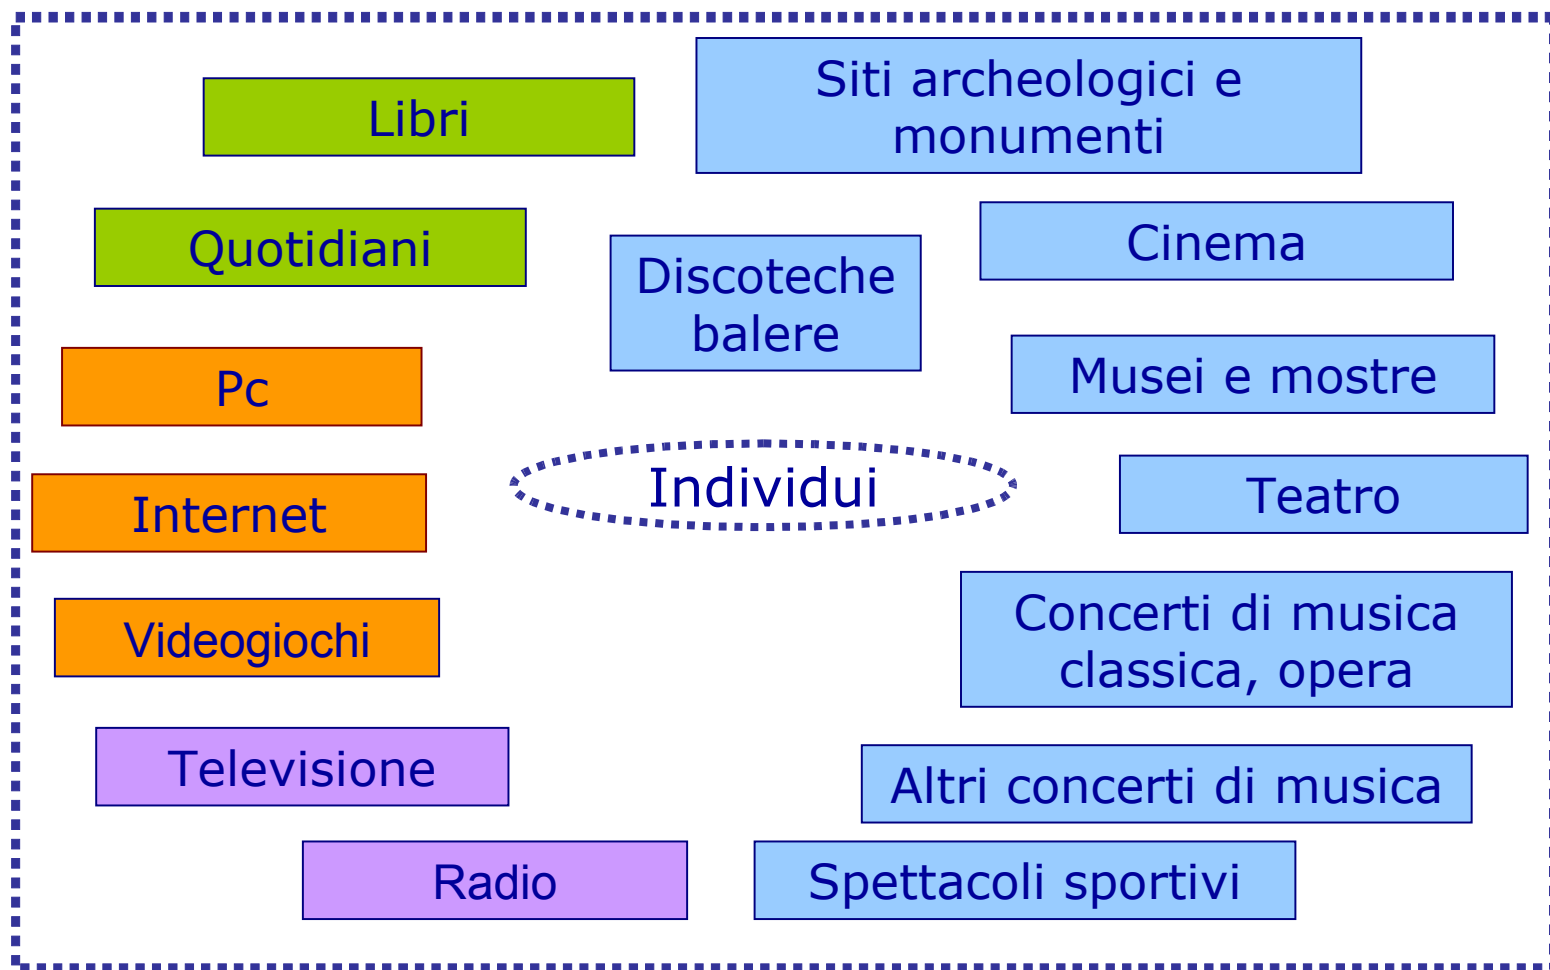 Libri
Siti archeologici e
monumenti
Quotidiani
Discoteche
balere
Cinema
Pc
Musei e mostre
Internet
Individui
Teatro
Videogiochi
Concerti di musica
classica, opera
Televisione
Altri concerti di musica
Radio
Spettacoli sportivi